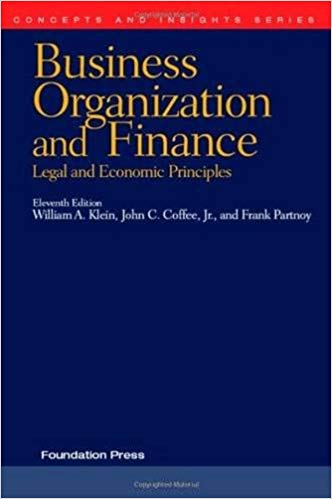 CONCEPTS AND INSIGHTS SERIES
Business
Organization
and Finance
Legal and Economic Principles
Eleventh Edition
William A. Klein, John C. Coffee, Jr., and Frank Partnoy
Foundation Press